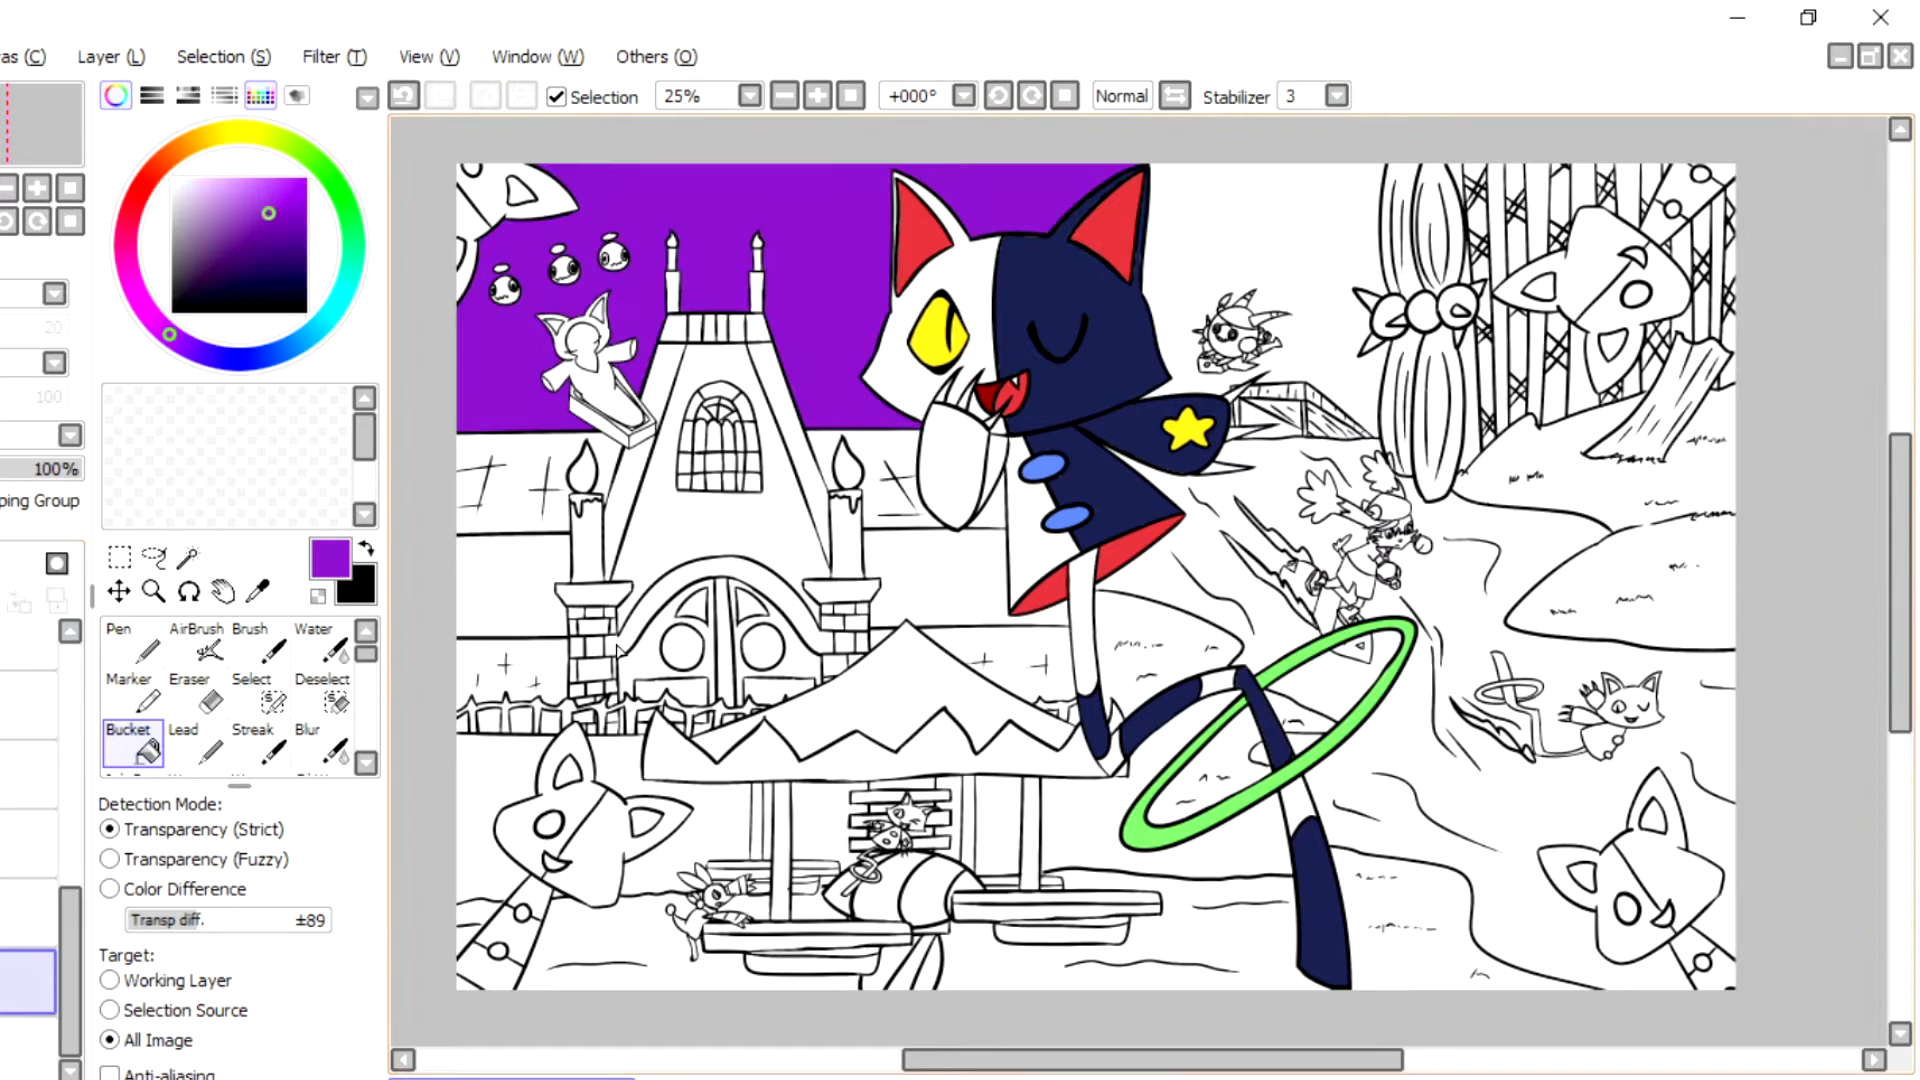 as (C) Layer (L) Selection (S) Filter (T) View (V) Window (W) Others (O)
Selection 25% +000° Normal Stabilizer 3
20
100
100%
ping Group
Pen AirBrush Brush Water
Marker Eraser Select Deselect
Bucket Lead Streak Blur
Detection Mode:
Transparency (Strict)
Transparency (Fuzzy)
Color Difference
Transp diff. ±89
Target:
Working Layer
Selection Source
All Image
Anti-aliasing